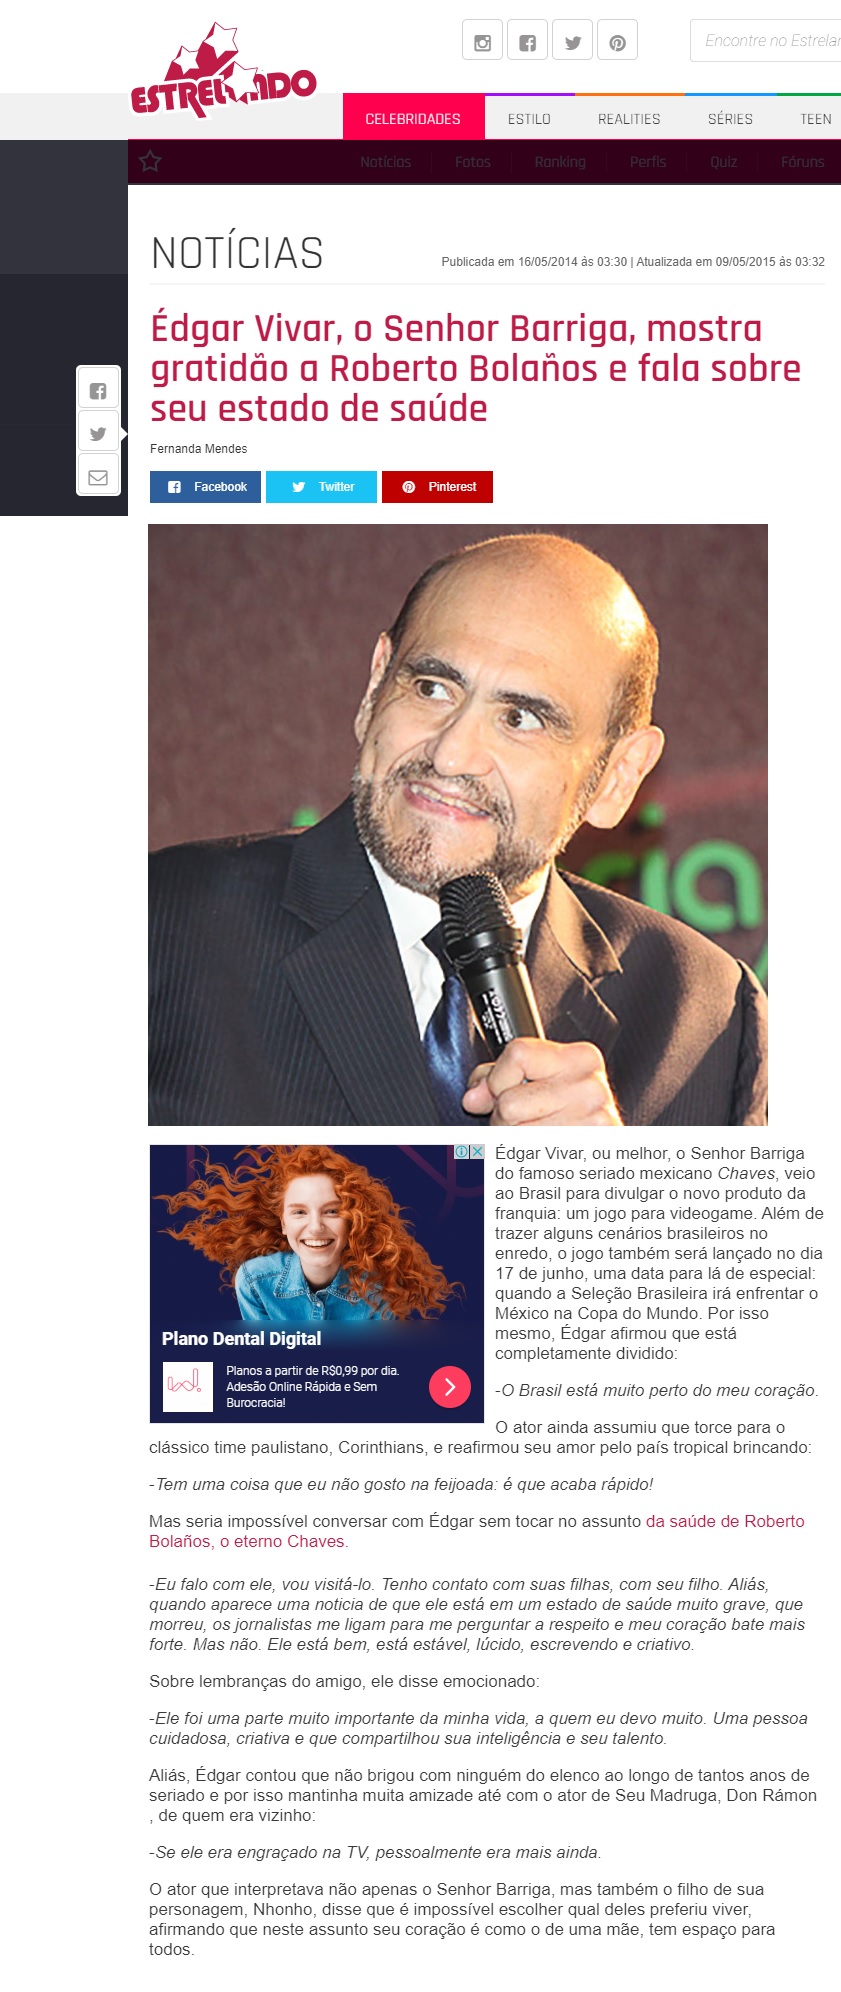 Encontre no Estrelan
ESTRELANDO
CELEBRIDADES ESTILO REALITIES SÉRIES TEEN
Notícias Fotos Ranking Perfis Quiz Fóruns
NOTÍCIAS
Publicada em 16/05/2014 às 03:30 | Atualizada em 09/05/2015 às 03:32
Édgar Vivar, o Senhor Barriga, mostra
gratidão a Roberto Bolaños e fala sobre
seu estado de saúde
Fernanda Mendes
Facebook Twitter Pinterest
ia
Plano Dental Digital
Planos a partir de R$0,99 por dia.
Adesão Online Rápida e Sem
Burocracia!
Édgar Vivar, ou melhor, o Senhor Barriga
do famoso seriado mexicano Chaves, veio
ao Brasil para divulgar o novo produto da
franquia: um jogo para videogame. Além de
trazer alguns cenários brasileiros no
enredo, o jogo também será lançado no dia
17 de junho, uma data para lá de especial:
quando a Seleção Brasileira irá enfrentar o
México na Copa do Mundo. Por isso
mesmo, Édgar afirmou que está
completamente dividido:
-O Brasil está muito perto do meu coração.
O ator ainda assumiu que torce para o
clássico time paulistano, Corinthians, e reafirmou seu amor pelo país tropical brincando:
-Tem uma coisa que eu não gosto na feijoada: é que acaba rápido!
Mas seria impossível conversar com Édgar sem tocar no assunto da saúde de Roberto
Bolaños, o eterno Chaves.
-Eu falo com ele, vou visitá-lo. Tenho contato com suas filhas, com seu filho. Aliás,
quando aparece uma noticia de que ele está em um estado de saúde muito grave, que
morreu, os jornalistas me ligam para me perguntar a respeito e meu coração bate mais
forte. Mas não. Ele está bem, está estável, lúcido, escrevendo e criativo.
Sobre lembranças do amigo, ele disse emocionado:
-Ele foi uma parte muito importante da minha vida, a quem eu devo muito. Uma pessoa
cuidadosa, criativa e que compartilhou sua inteligência e seu talento.
Aliás, Édgar contou que não brigou com ninguém do elenco ao longo de tantos anos de
seriado e por isso mantinha muita amizade até com o ator de Seu Madruga, Don Rámon
, de quem era vizinho:
-Se ele era engraçado na TV, pessoalmente era mais ainda.
O ator que interpretava não apenas o Senhor Barriga, mas também o filho de sua
personagem, Nhonho, disse que é impossível escolher qual deles preferiu viver,
afirmando que neste assunto seu coração é como o de uma mãe, tem espaço para
todos.